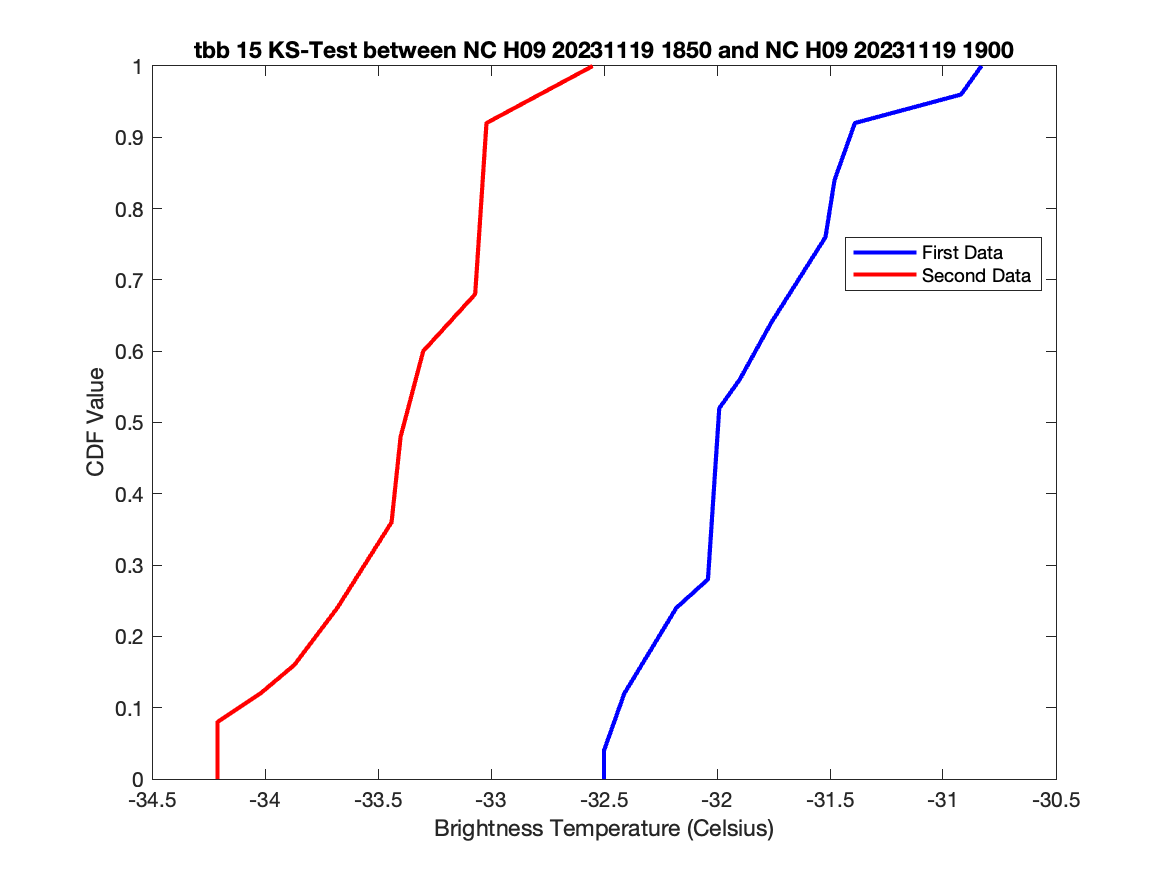 tbb 15 KS-Test between NC H09 20231119 1850 and NC H09 20231119 1900
1
0.9
0.8
0.7
0.6
0.5
0.4
0.3
0.2
0.1
0
CDF Value
First Data
Second Data
-34.5 -34 -33.5 -33 -32.5 -32 -31.5 -31 -30.5
Brightness Temperature (Celsius)